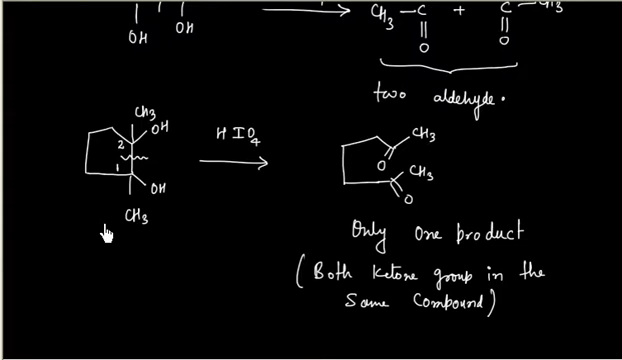 OH OH
CH3 — C + C — CH3
O O
two aldehyde.
CH3
OH
2
1
OH
CH3
HIO4
CH3
O
CH3
O
Only one product
(Both Ketone group in the
Same Compound)